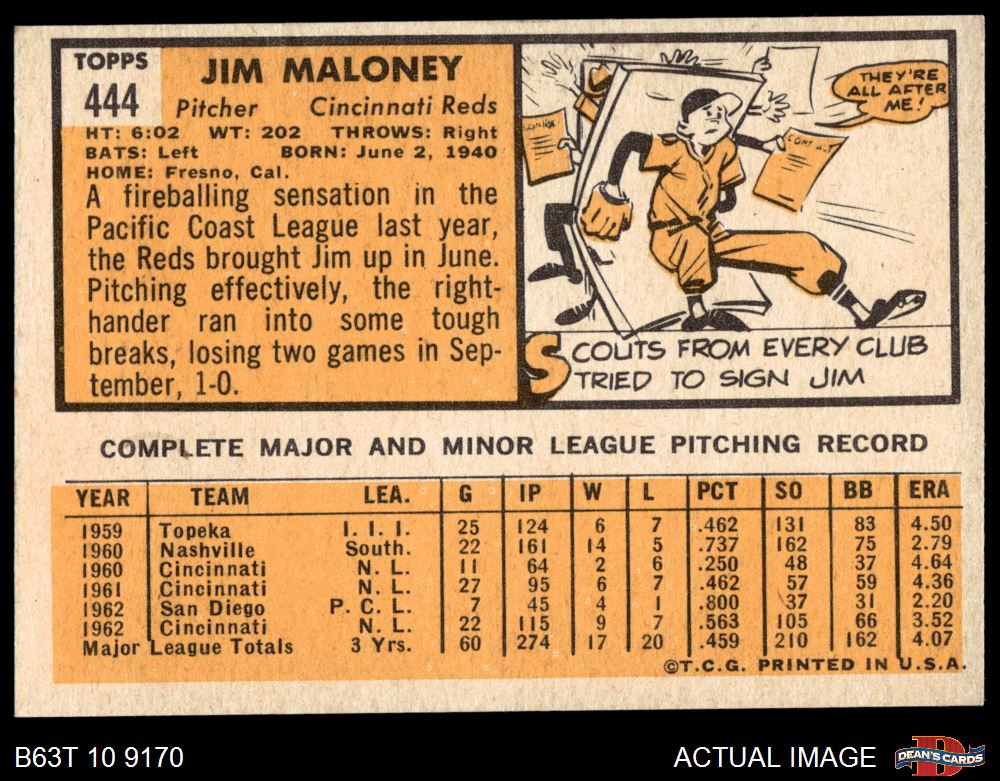 TOPPS
444
JIM MALONEY
Pitcher Cincinnati Reds
HT: 6:02 WT: 202 THROWS: Right
BATS: Left BORN: June 2, 1940
HOME: Fresno, Cal.
A fireballing sensation in the
Pacific Coast League last year,
the Reds brought Jim up in June.
Pitching effectively, the right-
hander ran into some tough
breaks, losing two games in Sep-
tember, 1-0.
THEY'RE
ALL AFTER
ME!
CONTRACT
SCOUTS FROM EVERY CLUB
TRIED TO SIGN JIM
COMPLETE MAJOR AND MINOR LEAGUE PITCHING RECORD
YEAR TEAM LEA. G IP W L PCT SO BB ERA
1959 Topeka I. I. I. 25 124 6 7 .462 131 83 4.50
1960 Nashville South. 22 161 14 5 .737 162 75 2.79
1960 Cincinnati N. L. 11 64 2 6 .250 48 37 4.64
1961 Cincinnati N. L. 27 95 6 7 .462 57 59 4.36
1962 San Diego P. C. L. 7 45 4 1 .800 37 31 2.20
1962 Cincinnati N. L. 22 115 9 7 .563 105 66 3.52
Major League Totals 3 Yrs. 60 274 17 20 .459 210 162 4.07
©T.C.G. PRINTED IN U.S.A.
B63T 10 9170 ACTUAL IMAGE DEAN'S CARDS